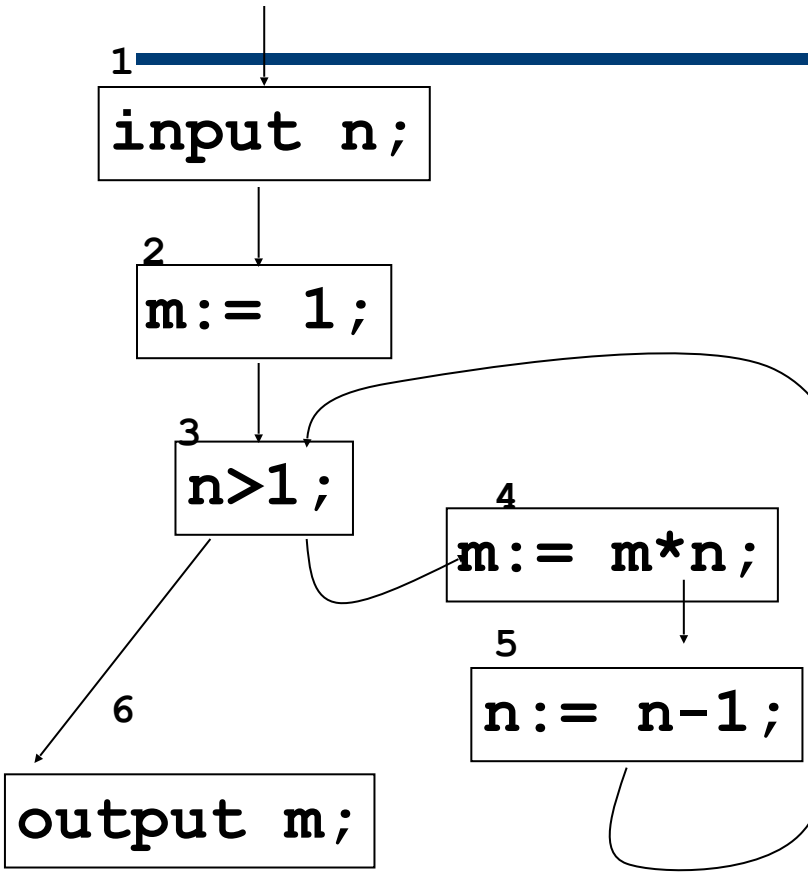 1
input n;
2
m:= 1;
3
n>1;
4
m:= m*n;
5
n:= n-1;
6
output m;